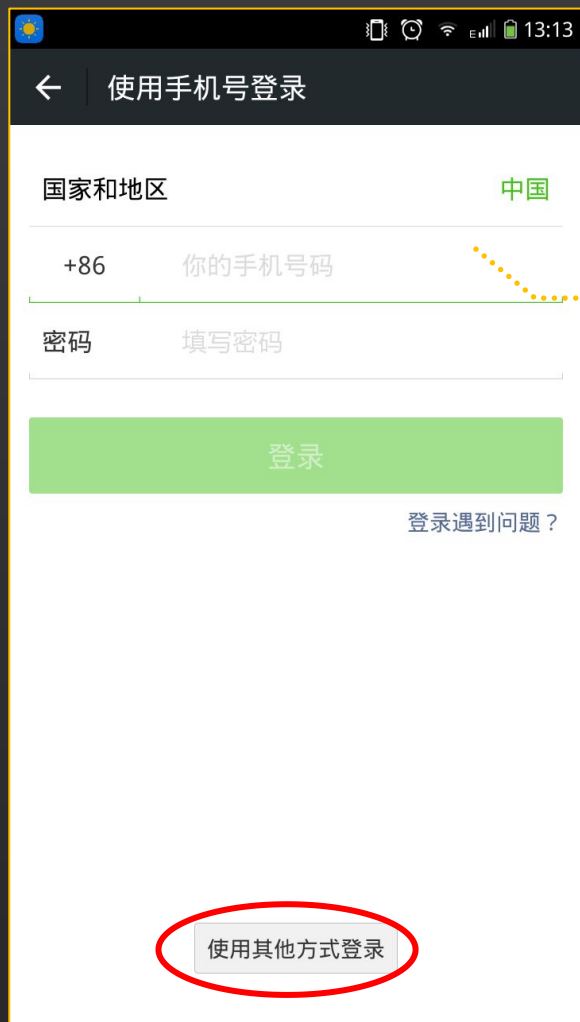 E 13:13
使用手机号登录
国家和地区 中国
+86 你的手机号码
密码 填写密码
登录
登录遇到问题？
使用其他方式登录